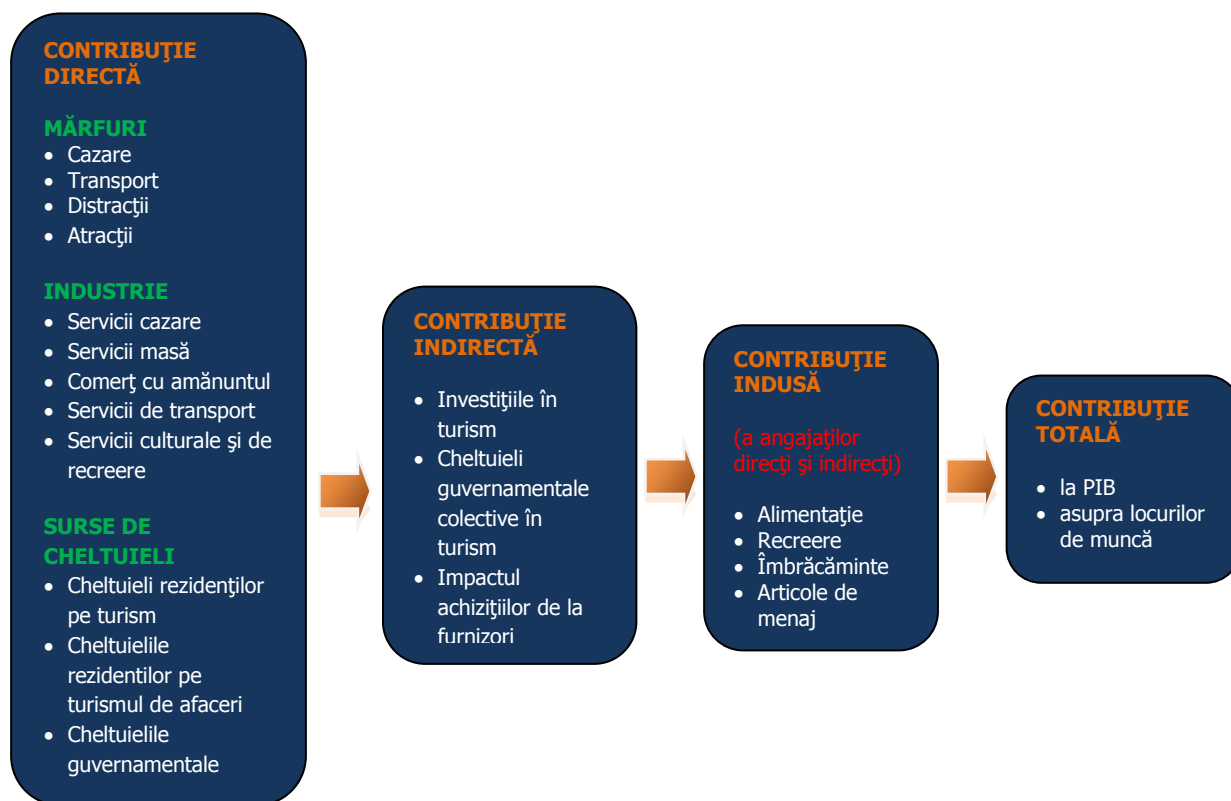 CONTRIBUŢIE
DIRECTĂ
MĂRFURI
• Cazare
• Transport
• Distracţii
• Atracţii
INDUSTRIE
• Servicii cazare
• Servicii masă
• Comerţ cu amănuntul
• Servicii de transport
• Servicii culturale şi de
recreere
SURSE DE
CHELTUIELI
• Cheltuieli rezidenţilor
pe turism
• Cheltuielile
rezidentilor pe
turismul de afaceri
• Cheltuielile
guvernamentale
CONTRIBUŢIE
INDIRECTĂ
• Investiţiile în
turism
• Cheltuieli
guvernamentale
colective în
turism
• Impactul
achiziţiilor de la
furnizori
CONTRIBUŢIE
INDUSĂ
(a angajaţilor
direcţi şi indirecţi)
• Alimentaţie
• Recreere
• Îmbrăcăminte
• Articole de
menaj
CONTRIBUŢIE
TOTALĂ
• la PIB
• asupra locurilor
de muncă